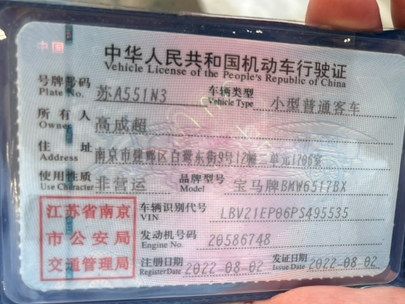 中国
中华人民共和国机动车行驶证
Vehicle License of the People's Republic of China
号牌号码 苏A551N3 车辆类型 小型普通客车
Plate No. Vehicle Type
所有人 高成超
Owner
住址
Address 南京市
使用性质 非营运 品牌型号 宝马牌BMW6517BX
Use Character Model
江苏省南京
市公安局
交通管理局
车辆识别代号 LBV21EP06PS495535
VIN
发动机号码 20586748
Engine No.
注册日期 2022-08-02 发证日期 2022-08-02
Register Date Issue Date